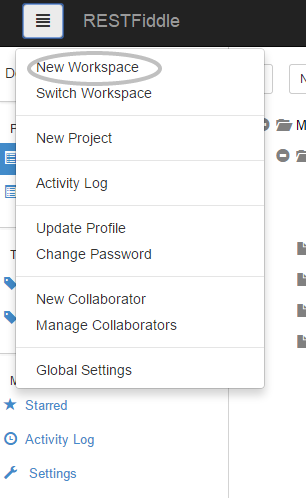 RESTFiddle
New Workspace
Switch Workspace
New Project
Activity Log
Update Profile
Change Password
New Collaborator
Manage Collaborators
Global Settings
Starred
Activity Log
Settings